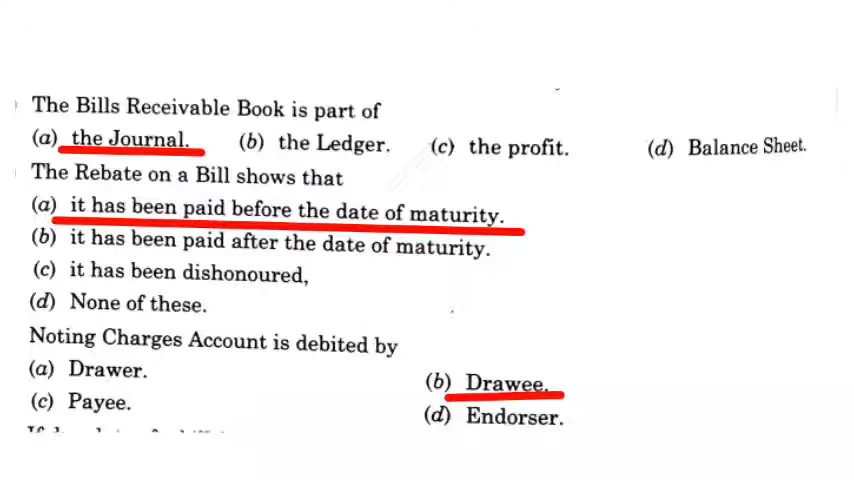 The Bills Receivable Book is part of
(a) the Journal. (b) the Ledger. (c) the profit. (d) Balance Sheet.
The Rebate on a Bill shows that
(a) it has been paid before the date of maturity.
(b) it has been paid after the date of maturity.
(c) it has been dishonoured,
(d) None of these.
Noting Charges Account is debited by
(a) Drawer. (b) Drawee.
(c) Payee. (d) Endorser.